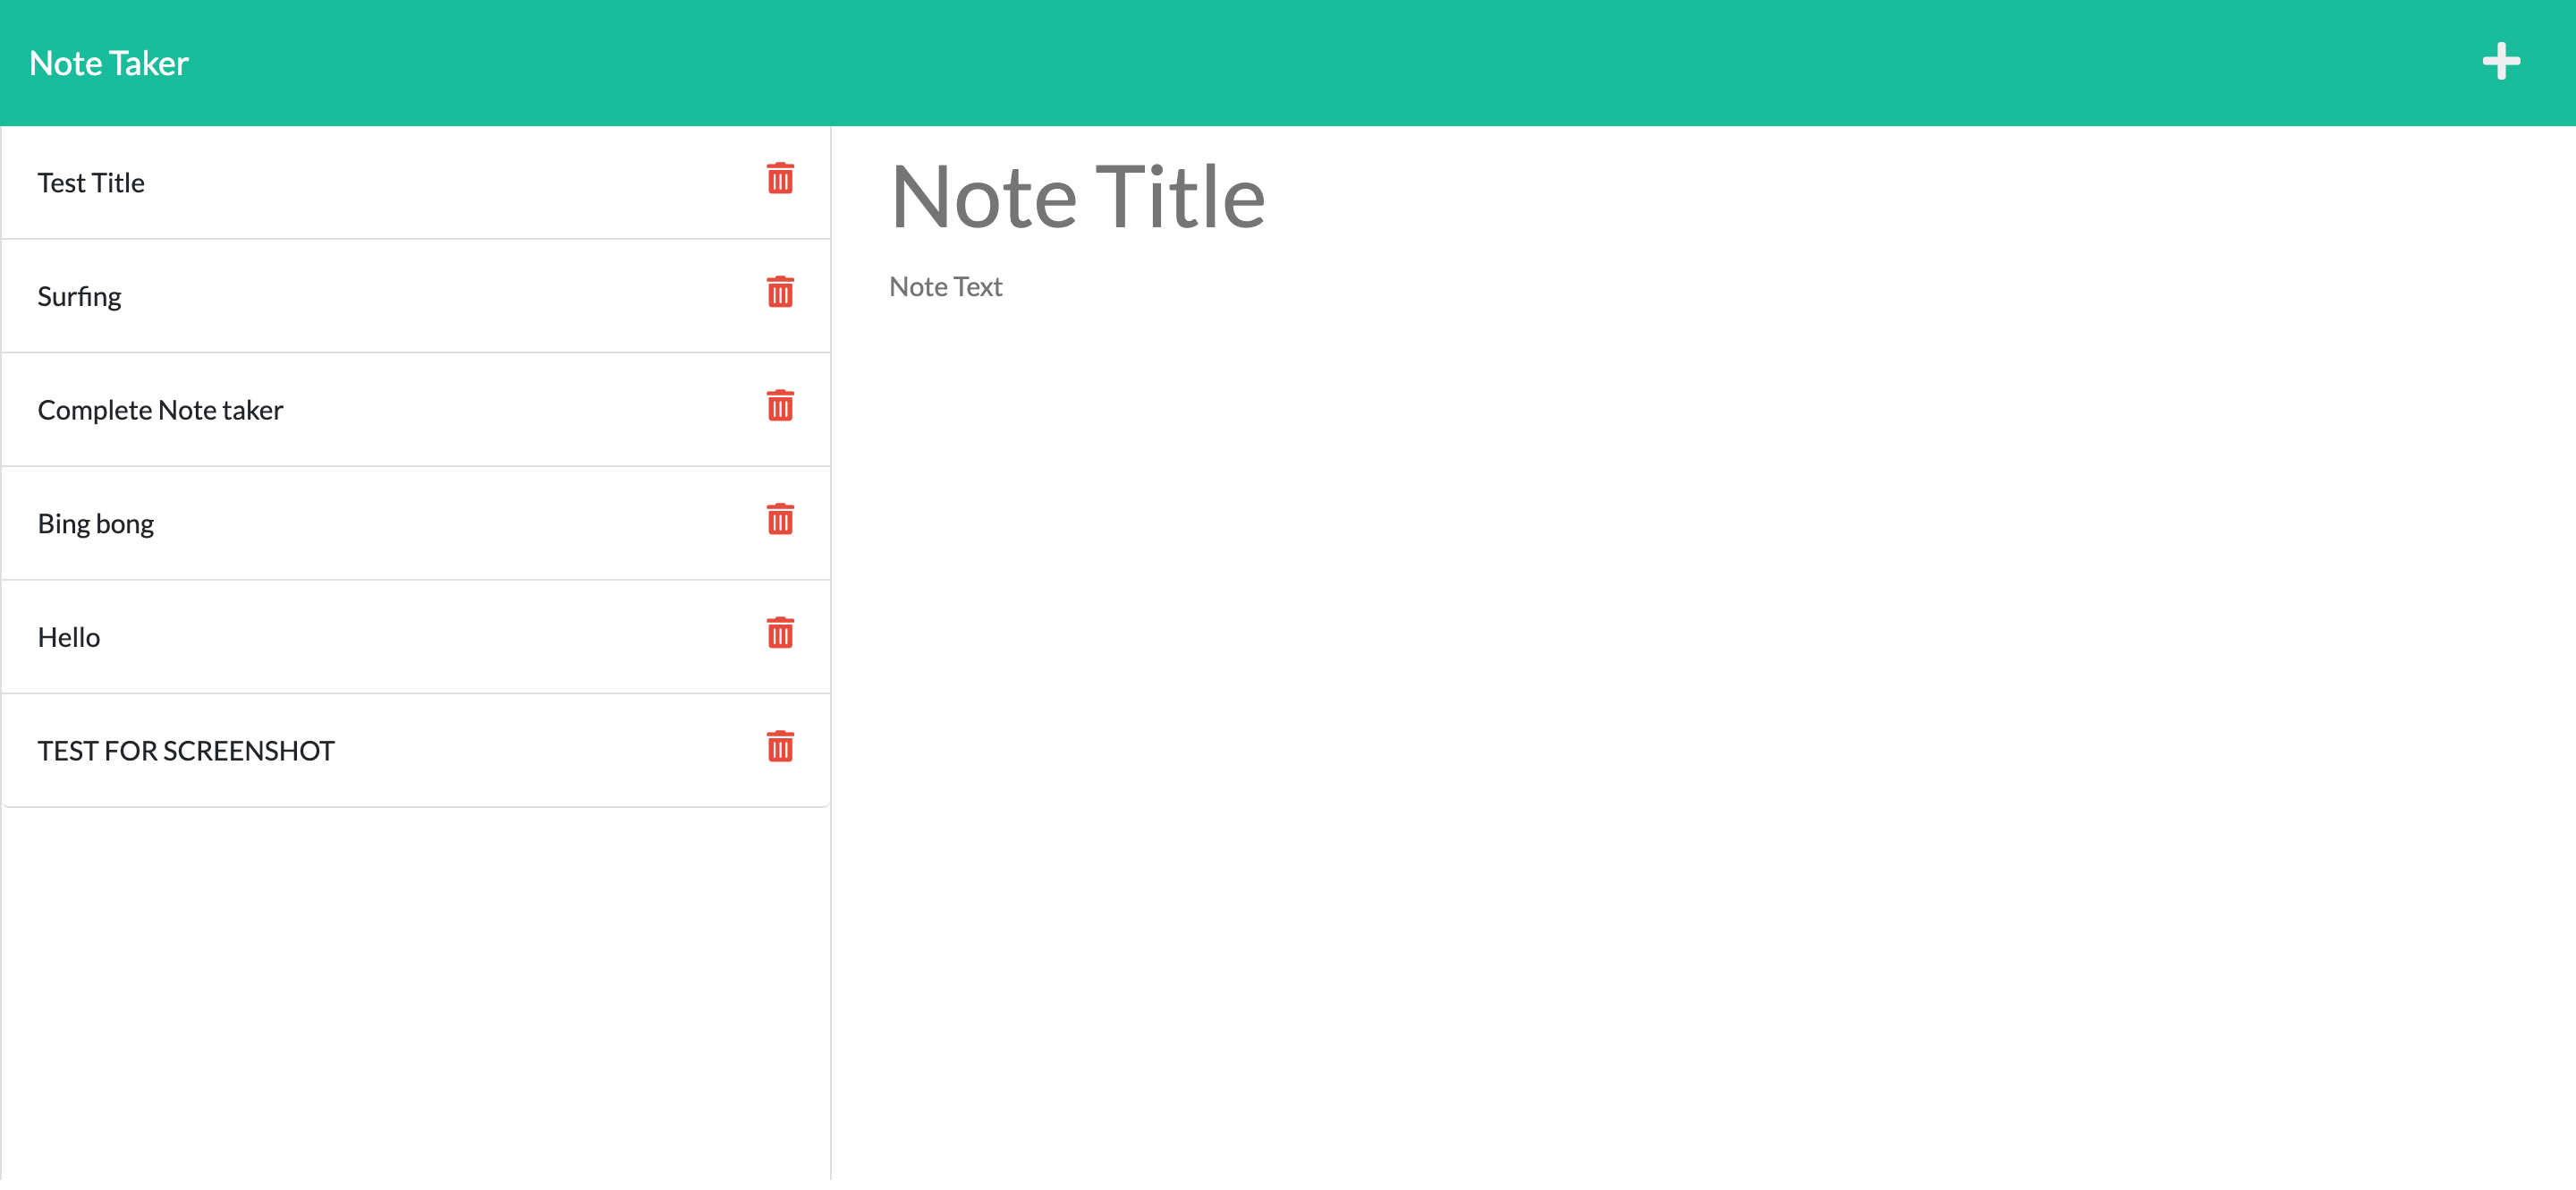 Note Taker
Test Title
Surfing
Complete Note taker
Bing bong
Hello
TEST FOR SCREENSHOT
Note Title
Note Text